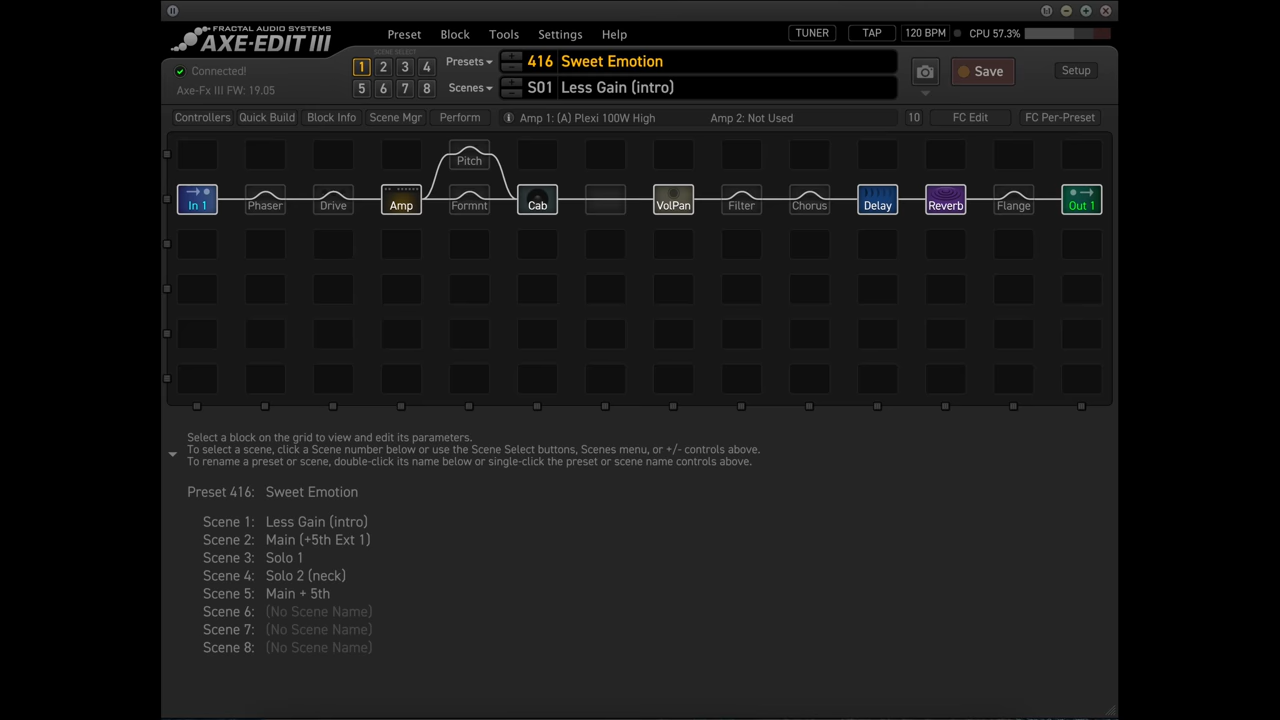 FRACTAL AUDIO SYSTEMS
AXE-EDIT III
Preset Block Tools Settings Help
TUNER TAP 120 BPM CPU 57.3%
SCENE SELECT
1 2 3 4
5 6 7 8
Presets 416 Sweet Emotion
Scenes S01 Less Gain (intro)
Save
Setup
Connected!
Axe-Fx III FW: 19.05
Controllers Quick Build Block Info Scene Mgr Perform Amp 1: (A) Plexi 100W High Amp 2: Not Used 10 FC Edit FC Per-Preset
Pitch
In 1 Phaser Drive Amp Formnt Cab VolPan Filter Chorus Delay Reverb Flange Out 1
Select a block on the grid to view and edit its parameters.
To select a scene, click a Scene number below or use the Scene Select buttons, Scenes menu, or +/- controls above.
To rename a preset or scene, double-click its name below or single-click the preset or scene name controls above.
Preset 416: Sweet Emotion
Scene 1: Less Gain (intro)
Scene 2: Main (+5th Ext 1)
Scene 3: Solo 1
Scene 4: Solo 2 (neck)
Scene 5: Main + 5th
Scene 6: (No Scene Name)
Scene 7: (No Scene Name)
Scene 8: (No Scene Name)